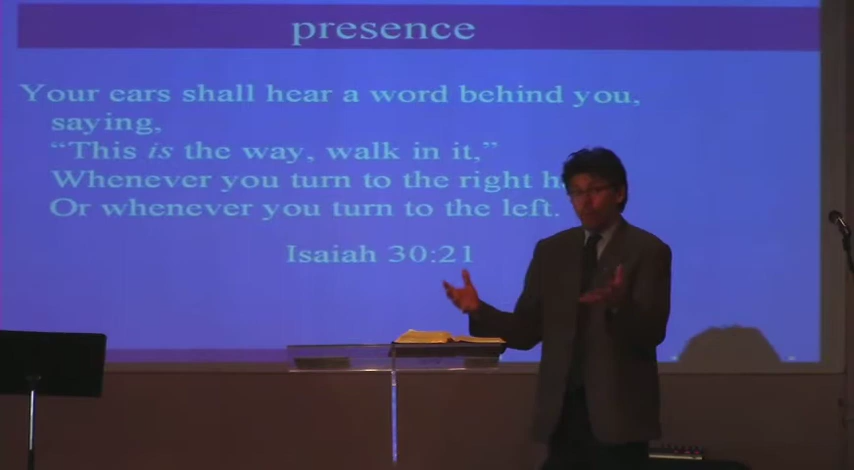 presence
Your ears shall hear a word behind you,
saying,
“This is the way, walk in it,”
Whenever you turn to the right
Or whenever you turn to the left.
Isaiah 30:21